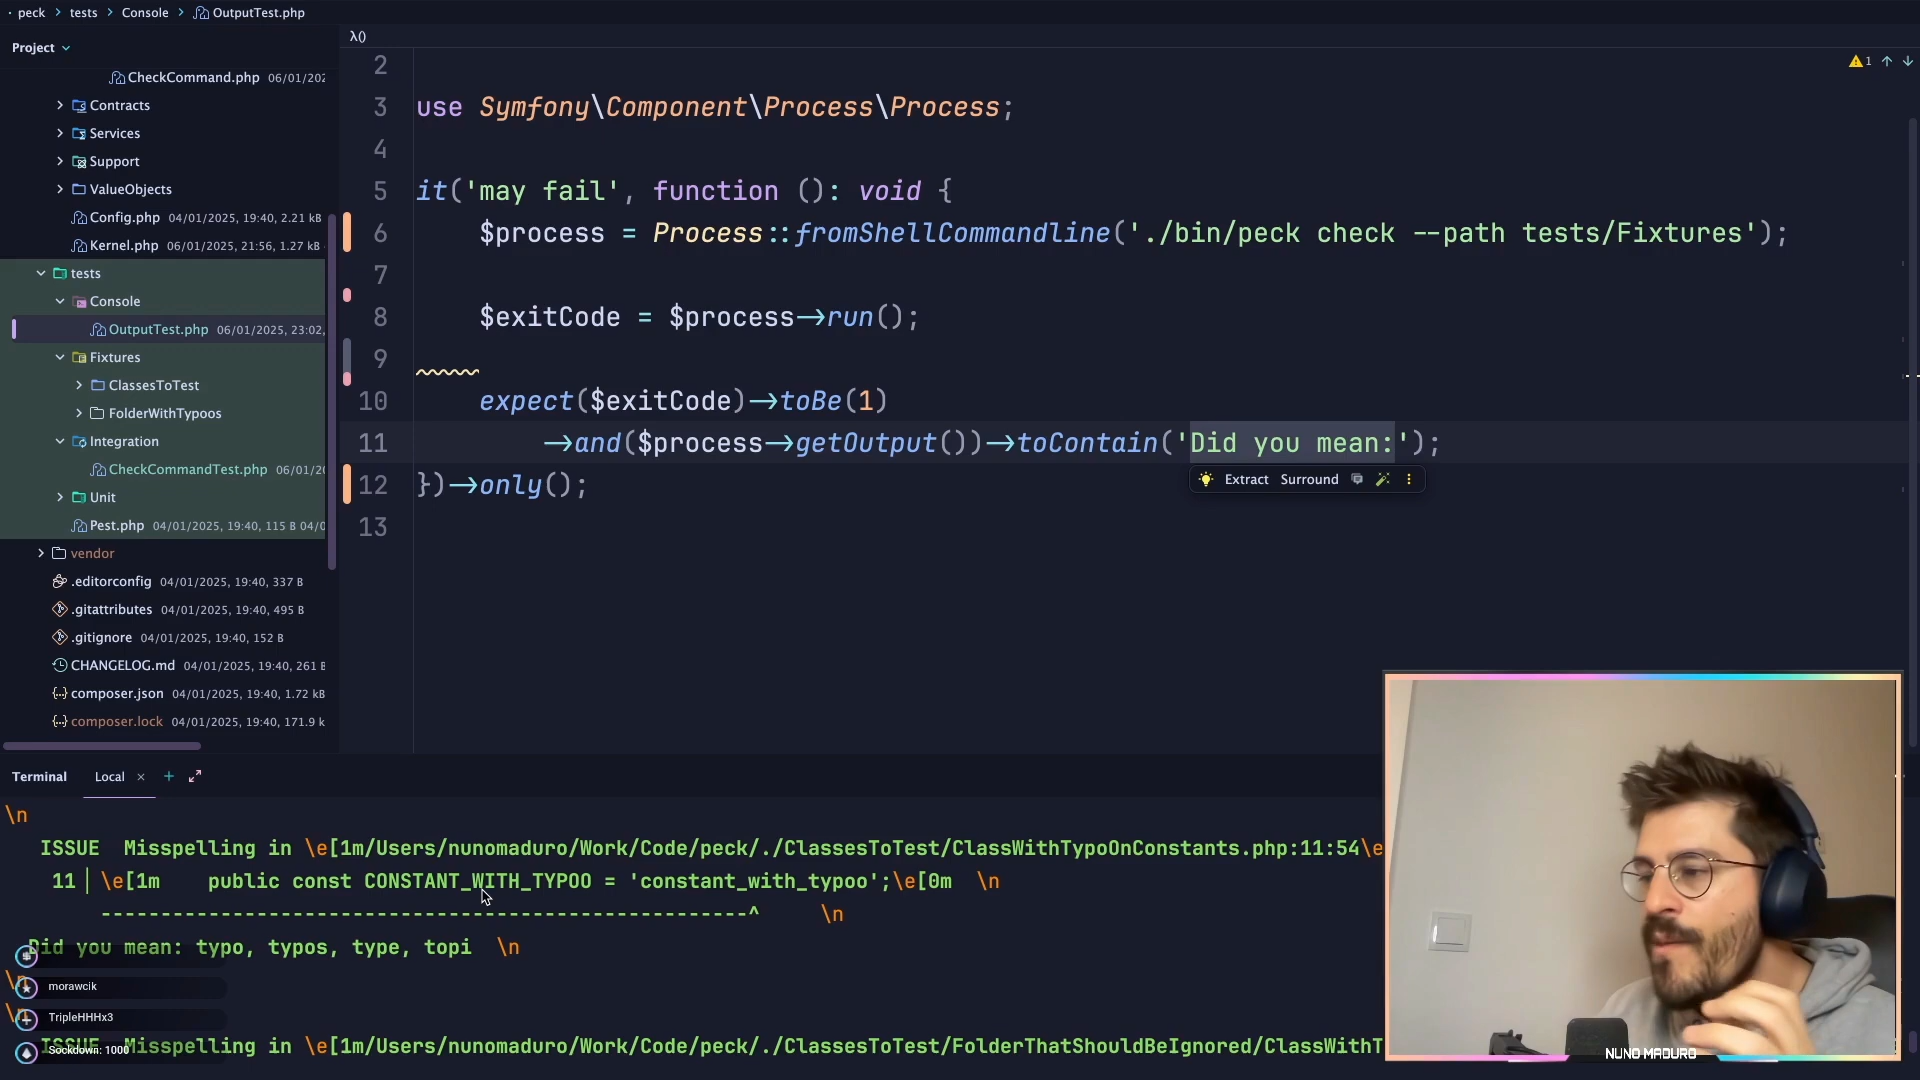 peck > tests > Console > OutputTest.php
Project
λ()
CheckCommand.php 06/01/202
Contracts
Services
Support
ValueObjects
Config.php 04/01/2025, 19:40, 2.21 kB
Kernel.php 06/01/2025, 21:56, 1.27 kB
tests
Console
OutputTest.php 06/01/2025, 23:02,
Fixtures
ClassesToTest
FolderWithTypoos
Integration
CheckCommandTest.php 06/01/20
Unit
Pest.php 04/01/2025, 19:40, 115 B 04/0
vendor
.editorconfig 04/01/2025, 19:40, 337 B
.gitattributes 04/01/2025, 19:40, 495 B
.gitignore 04/01/2025, 19:40, 152 B
CHANGELOG.md 04/01/2025, 19:40, 261 B
composer.json 04/01/2025, 19:40, 1.72 kB
composer.lock 04/01/2025, 19:40, 171.9 k
1
2
3 use Symfony\Component\Process\Process;
4
5 it('may fail', function (): void {
6 $process = Process::fromShellCommandline('./bin/peck check --path tests/Fixtures');
7
8 $exitCode = $process->run();
9
10 expect($exitCode)->toBe(1)
11 ->and($process->getOutput())->toContain('Did you mean:');
12 })->only();
Extract Surround
13
Terminal Local × +
\n
ISSUE Misspelling in \e[1m/Users/nunomaduro/Work/Code/peck/./ClassesToTest/ClassWithTypoOnConstants.php:11:54\e
11 | \e[1m public const CONSTANT_WITH_TYPOO = 'constant_with_typoo';\e[0m \n
------------------------------------------------------^ \n
Did you mean: typo, typos, type, topi \n
\n
morawcik
\n
TripleHHHx3
ISSUE Misspelling in \e[1m/Users/nunomaduro/Work/Code/peck/./ClassesToTest/FolderThatShouldBeIgnored/ClassWithT
Sockdown: 1000
NUNO MADURO